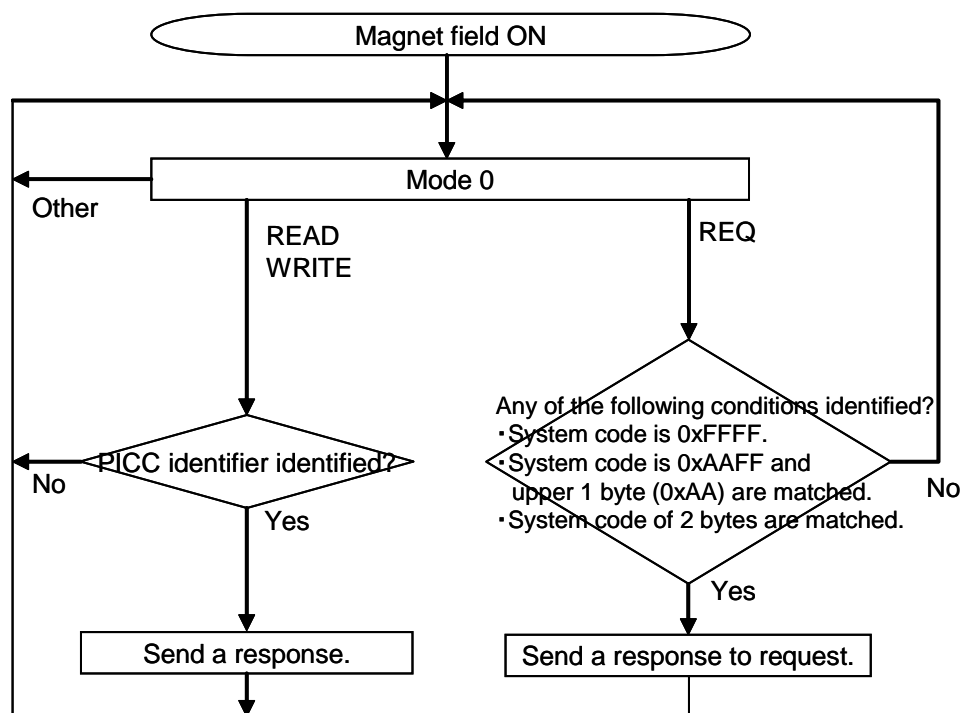 Magnet field ON
Mode 0
Other
READ
WRITE
REQ
Any of the following conditions identified?
・System code is 0xFFFF.
・System code is 0xAAFF and
upper 1 byte (0xAA) are matched.
・System code of 2 bytes are matched.
PICC identifier identified?
No
No
Yes
Yes
Send a response.
Send a response to request.